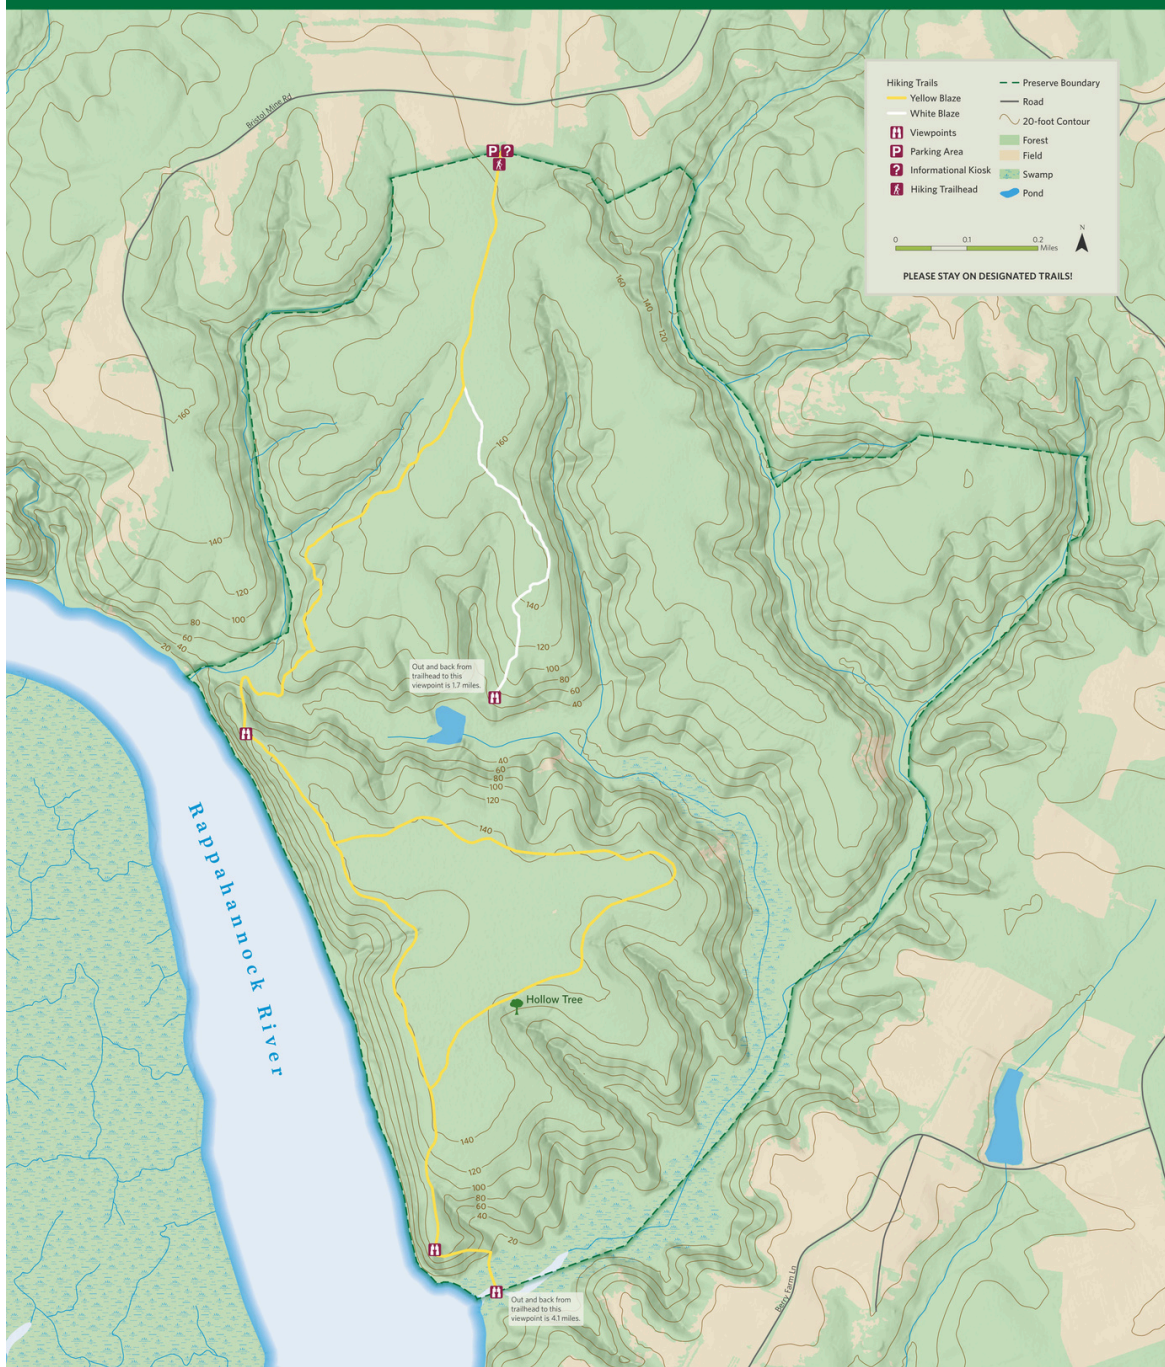 Bristol Mine Rd
P ?
Hiking Trails
Yellow Blaze
White Blaze
Viewpoints
P Parking Area
? Informational Kiosk
Hiking Trailhead
Preserve Boundary
Road
20-foot Contour
Forest
Field
Swamp
Pond
0 0.1 0.2
Miles
N
PLEASE STAY ON DESIGNATED TRAILS!
160
140
120
160
160
140
120
100
80
60
40
20
140
120
100
80
60
40
Out and back from
trailhead to this
viewpoint is 1.7 miles.
40
60
80
100
120
140
Rappahannock River
Hollow Tree
140
120
100
80
60
40
20
Out and back from
trailhead to this
viewpoint is 4.1 miles.
Berry Farm Ln